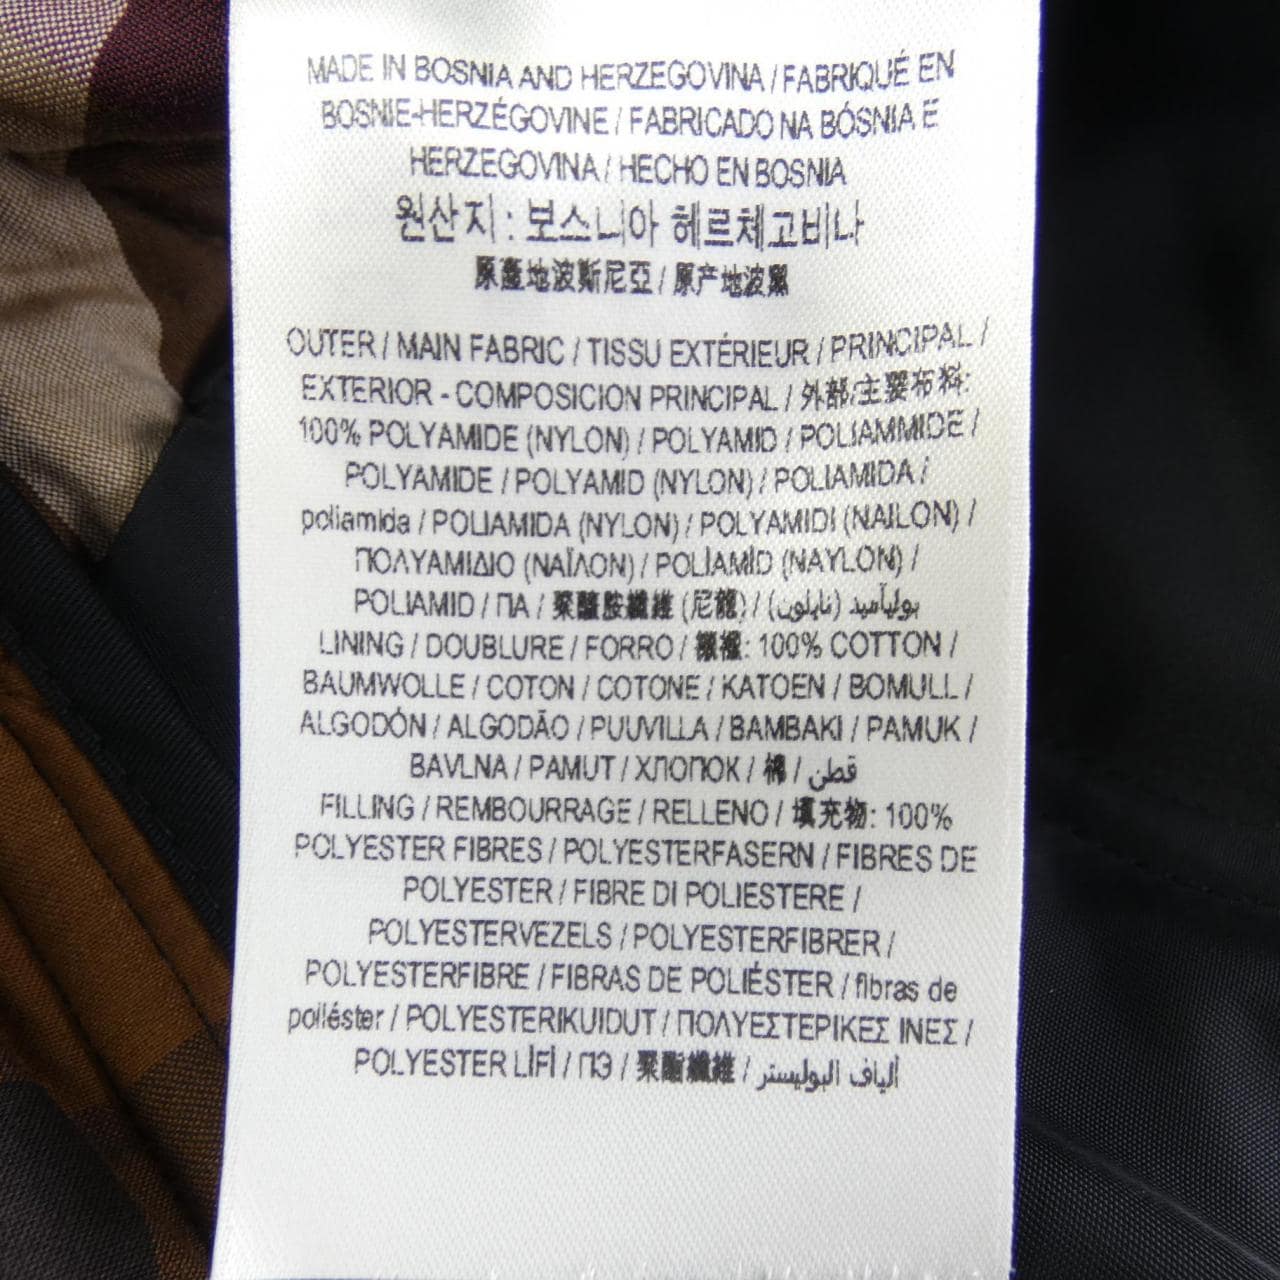 MADE IN BOSNIA AND HERZEGOVINA / FABRIQUÉ EN
BOSNIE-HERZÉGOVINE / FABRICADO NA BÓSNIA E
HERZEGOVINA / HECHO EN BOSNIA
원산지 : 보스니아 헤르체고비나
原產地波斯尼亞 / 原产地波黑
OUTER / MAIN FABRIC / TISSU EXTÉRIEUR / PRINCIPAL /
EXTERIOR - COMPOSICION PRINCIPAL / 外部/主要布料:
100% POLYAMIDE (NYLON) / POLYAMID / POLIAMMIDE /
POLYAMIDE / POLYAMID (NYLON) / POLIAMIDA /
poliamida / POLIAMIDA (NYLON) / POLYAMIDI (NAILON) /
ΠΟΛΥΑΜΙΔΙΟ (ΝΑΪΛΟΝ) / POLİAMİD (NAYLON) /
POLIAMID / ПА / 聚醯胺纖維 (尼龍) / بوليآميد (نايلون)
LINING / DOUBLURE / FORRO / 襯裡: 100% COTTON /
BAUMWOLLE / COTON / COTONE / KATOEN / BOMULL /
ALGODÓN / ALGODÃO / PUUVILLA / BAMBAKI / PAMUK /
BAVLNA / PAMUT / ХЛОПОК / 棉 / قطن
FILLING / REMBOURRAGE / RELLENO / 填充物: 100%
POLYESTER FIBRES / POLYESTERFASERN / FIBRES DE
POLYESTER / FIBRE DI POLIESTERE /
POLYESTERVEZELS / POLYESTERFIBRER /
POLYESTERFIBRE / FIBRAS DE POLIÉSTER / fibras de
poliéster / POLYESTERIKUIDUT / ΠΟΛΥΕΣΤΕΡΙΚΕΣ ΙΝΕΣ /
POLYESTER LİFİ / ПЭ / 聚酯纖維 / ألياف البوليستر